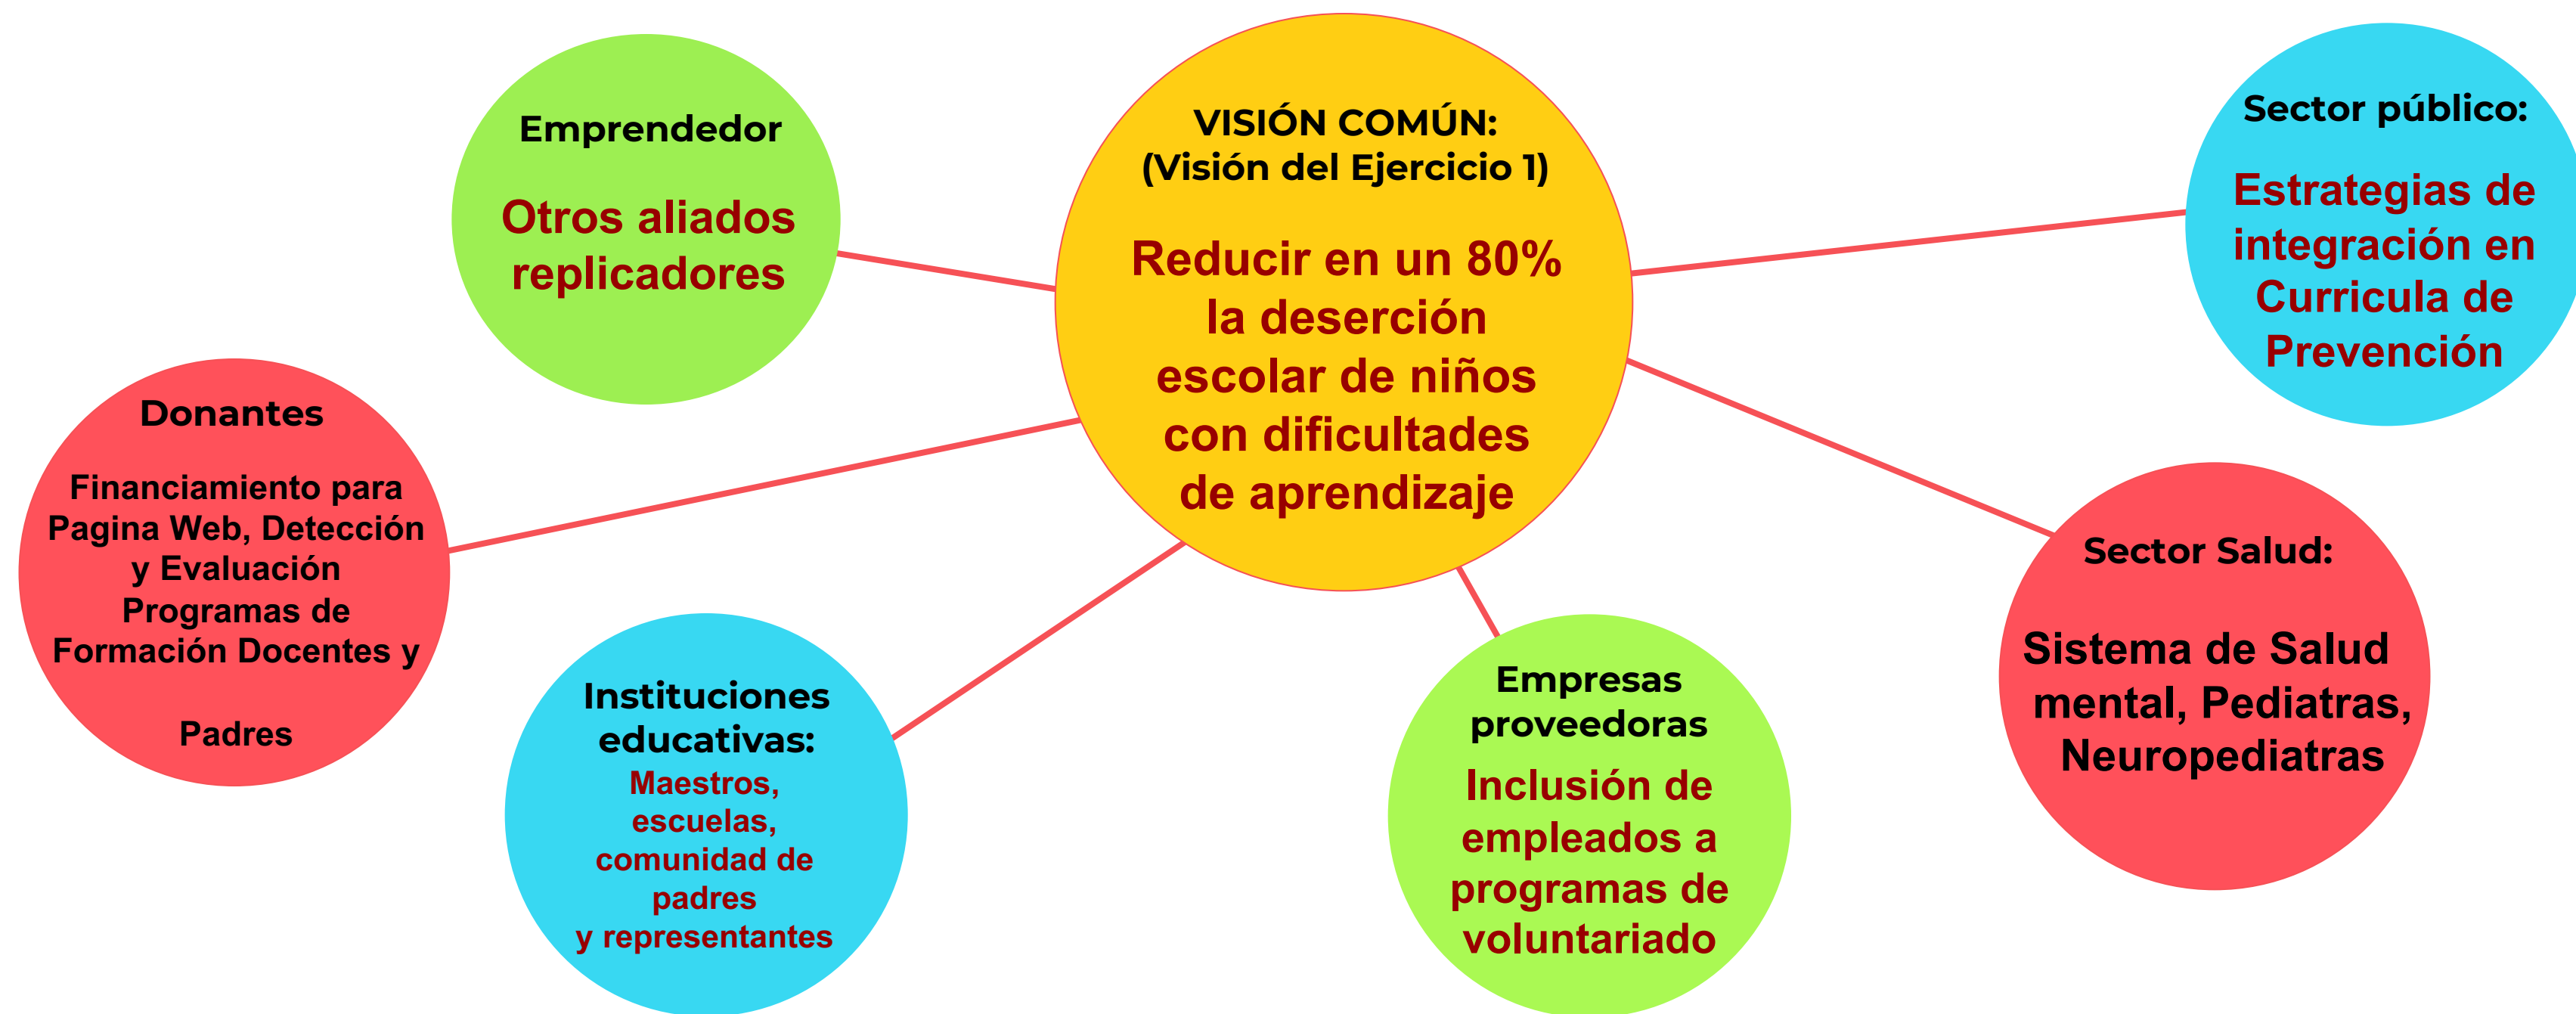 VISIÓN COMÚN:
(Visión del Ejercicio 1)
Reducir en un 80%
la deserción
escolar de niños
con dificultades
de aprendizaje
Emprendedor
Otros aliados
replicadores
Sector público:
Estrategias de
integración en
Curricula de
Prevención
Donantes
Financiamiento para
Pagina Web, Detección
y Evaluación
Programas de
Formación Docentes y
Padres
Instituciones
educativas:
Maestros,
escuelas,
comunidad de
padres
y representantes
Empresas
proveedoras
Inclusión de
empleados a
programas de
voluntariado
Sector Salud:
Sistema de Salud
mental, Pediatras,
Neuropediatras